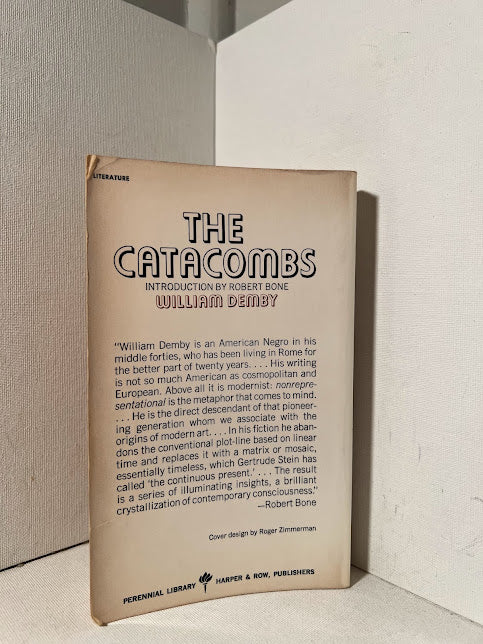 LITERATURE
THE
CATACOMBS
INTRODUCTION BY ROBERT BONE
WILLIAM DEMBY
"William Demby is an American Negro in his
middle forties, who has been living in Rome for
the better part of twenty years. . . . His writing
is not so much American as cosmopolitan and
European. Above all it is modernist: nonrepre-
sentational is the metaphor that comes to mind.
. . . He is the direct descendant of that pioneer-
ing generation whom we associate with the
origins of modern art. . . . In his fiction he aban-
dons the conventional plot-line based on linear
time and replaces it with a matrix or mosaic,
essentially timeless, which Gertrude Stein has
called 'the continuous present.' . . . The result
is a series of illuminating insights, a brilliant
crystallization of contemporary consciousness."
—Robert Bone
Cover design by Roger Zimmerman
PERENNIAL LIBRARY HARPER & ROW, PUBLISHERS